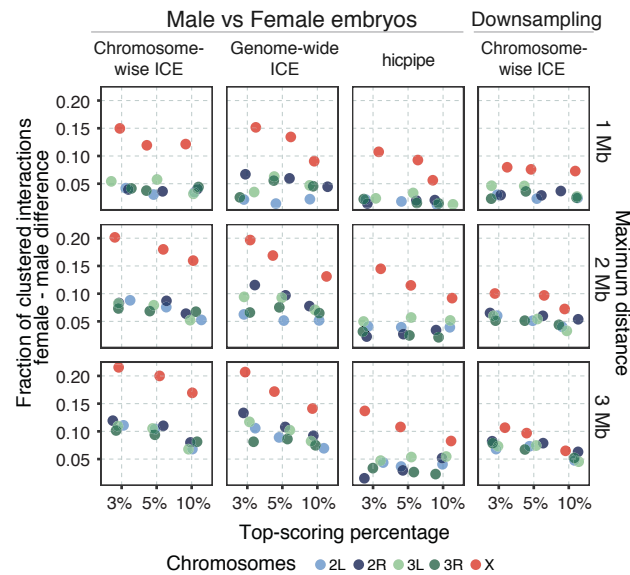 Male vs Female embryos
Downsampling
Chromosome-
wise ICE
Genome-wide
ICE
hicpipe
Chromosome-
wise ICE
Fraction of clustered interactions
female - male difference
0.20
0.15
0.10
0.05
1 Mb
0.20
0.15
0.10
0.05
2 Mb
0.20
0.15
0.10
0.05
3 Mb
Maximum distance
3% 5% 10% 3% 5% 10% 3% 5% 10% 3% 5% 10%
Top-scoring percentage
Chromosomes 2L 2R 3L 3R X